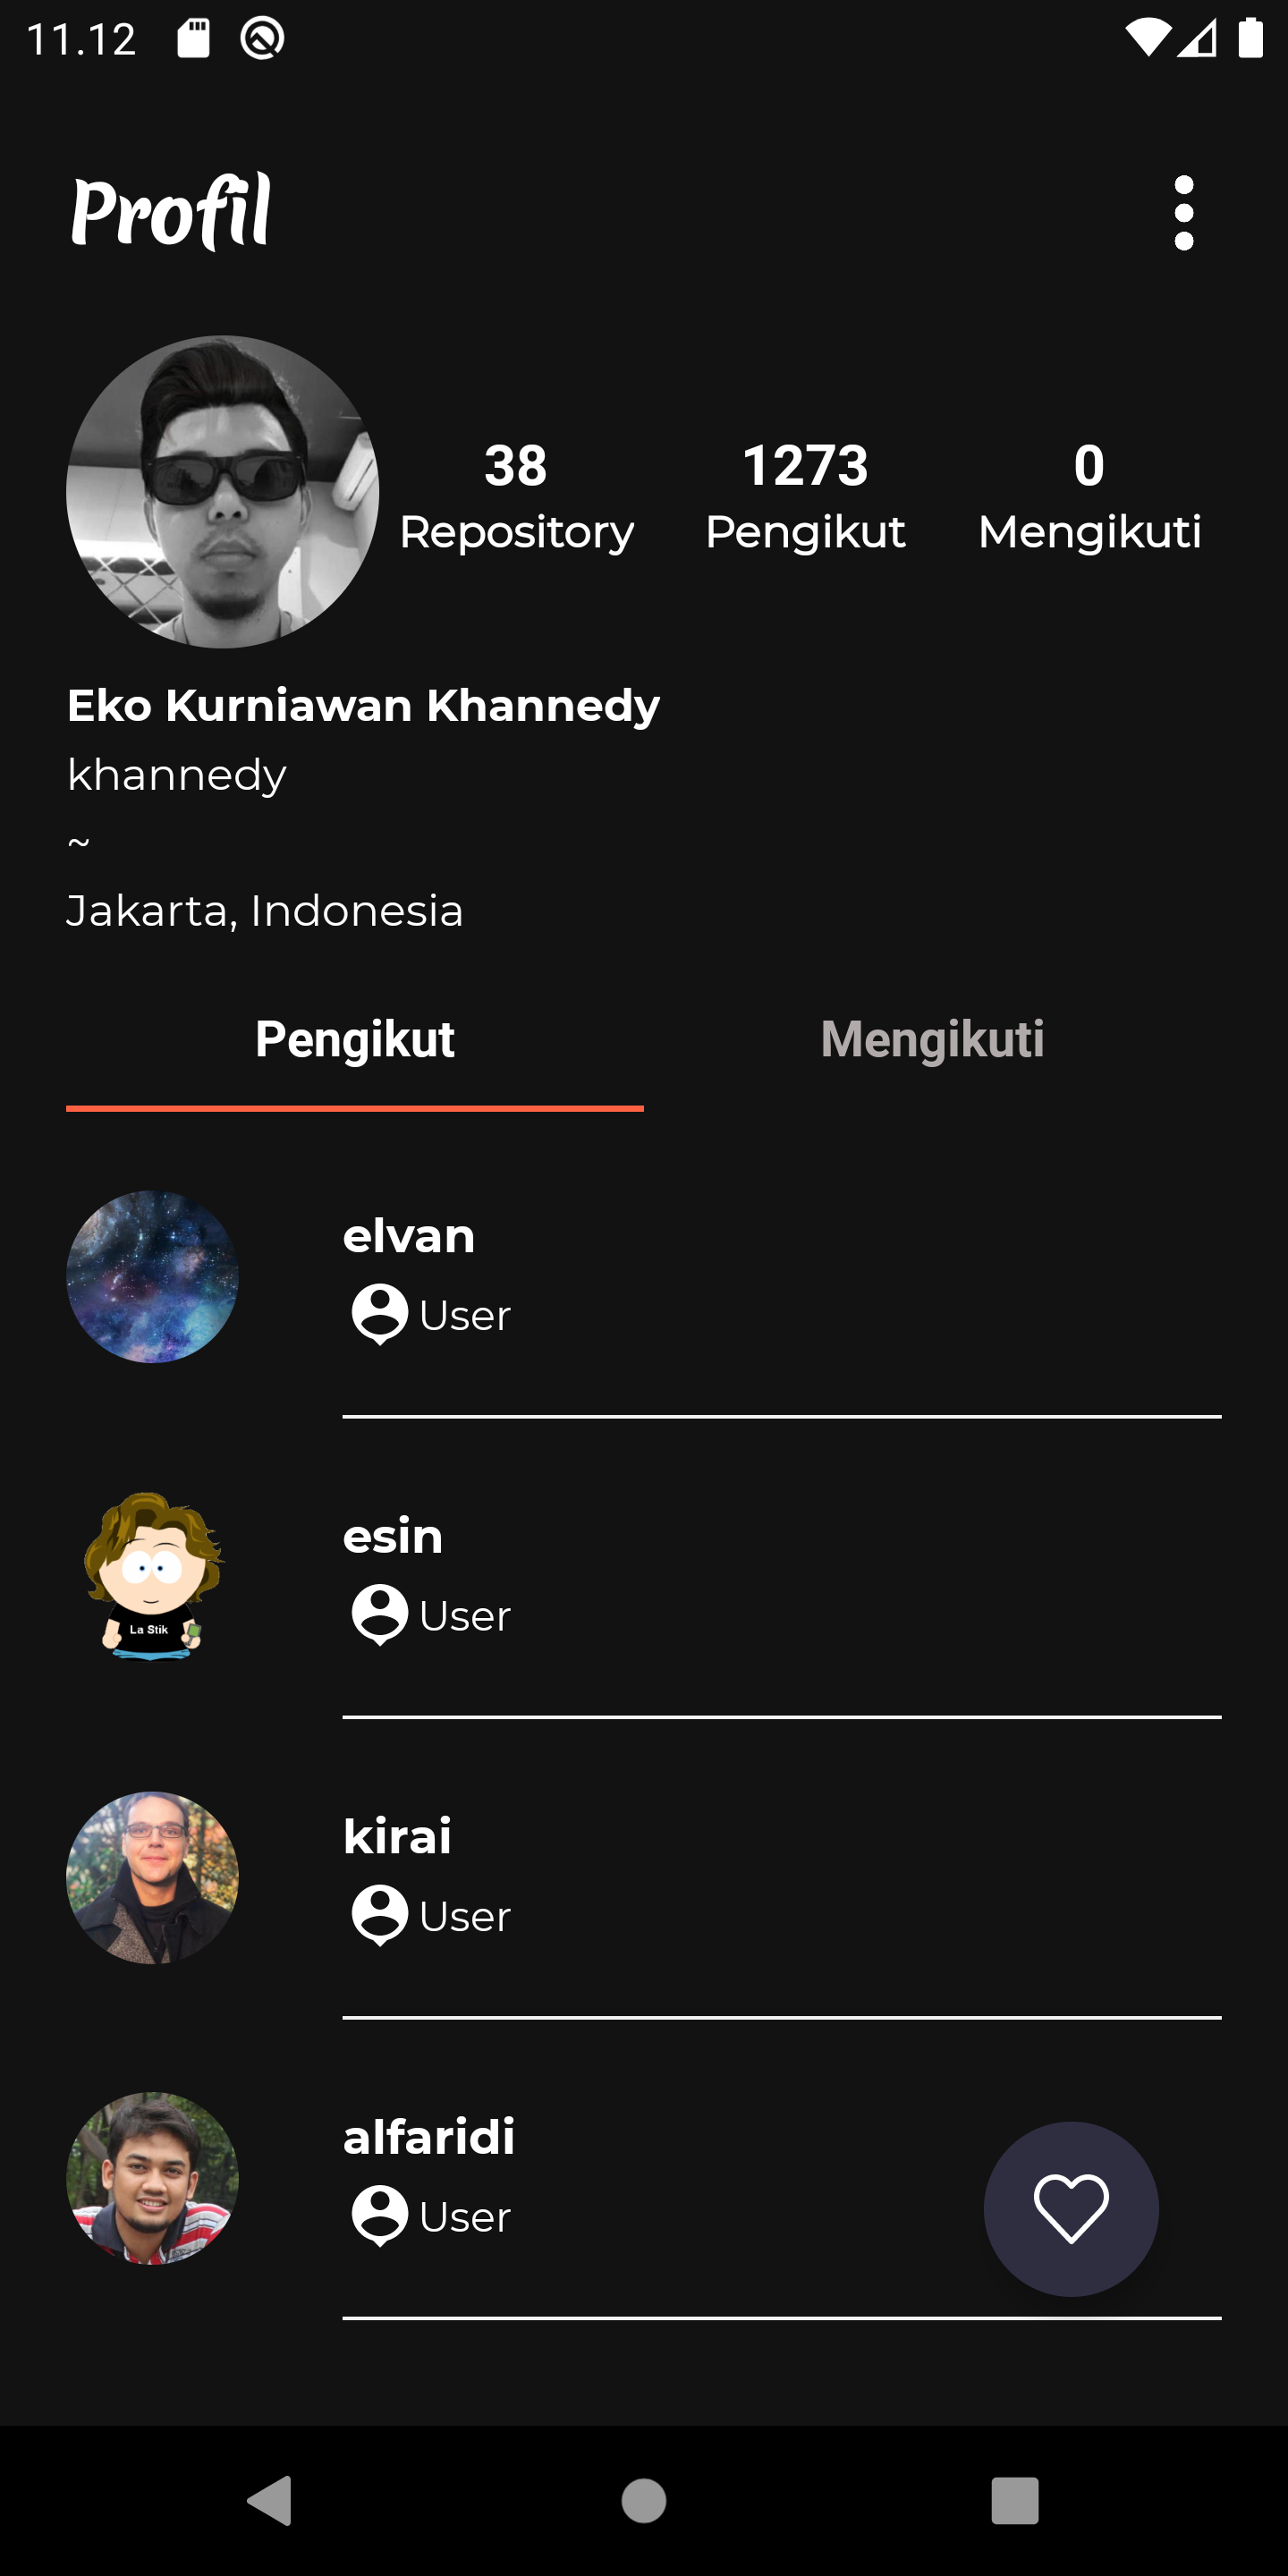 11.12
Profil
38 1273 0
Repository Pengikut Mengikuti
Eko Kurniawan Khannedy
khannedy
~
Jakarta, Indonesia
Pengikut Mengikuti
elvan
User
esin
User
La Stik
kirai
User
alfaridi
User